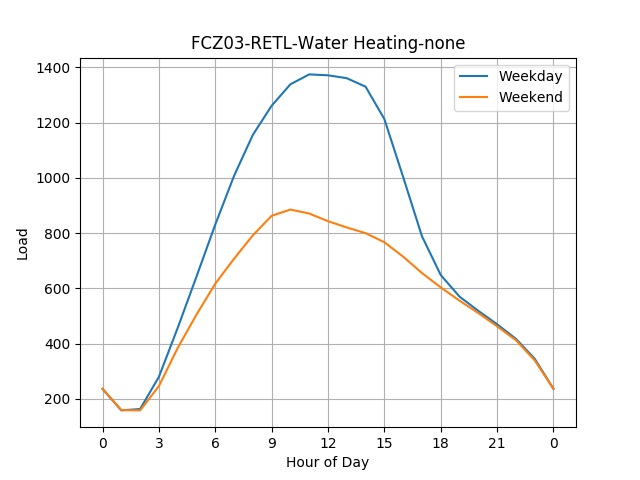 FCZ03-RETL-Water Heating-none
Weekday
Weekend
1400
1200
1000
800
600
400
200
Load
0 3 6 9 12 15 18 21 0
Hour of Day